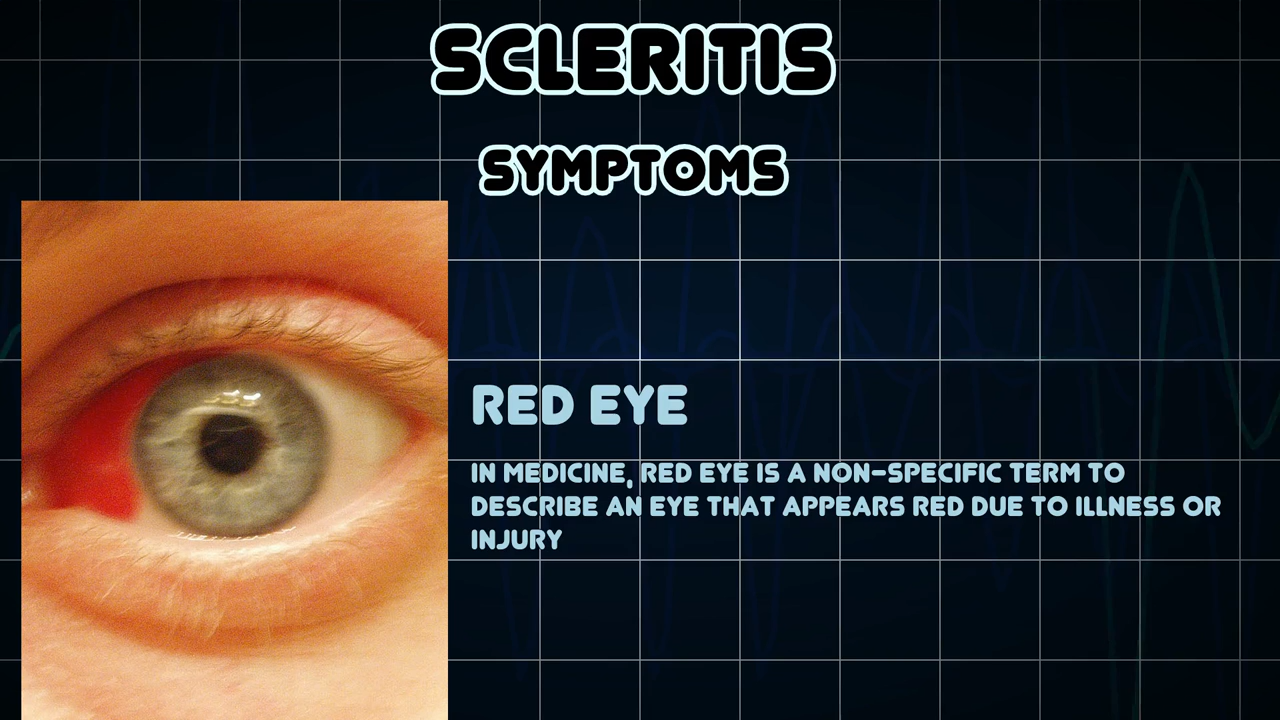 SCLERITIS
SYMPTOMS
RED EYE
IN MEDICINE, RED EYE IS A NON-SPECIFIC TERM TO
DESCRIBE AN EYE THAT APPEARS RED DUE TO ILLNESS OR
INJURY